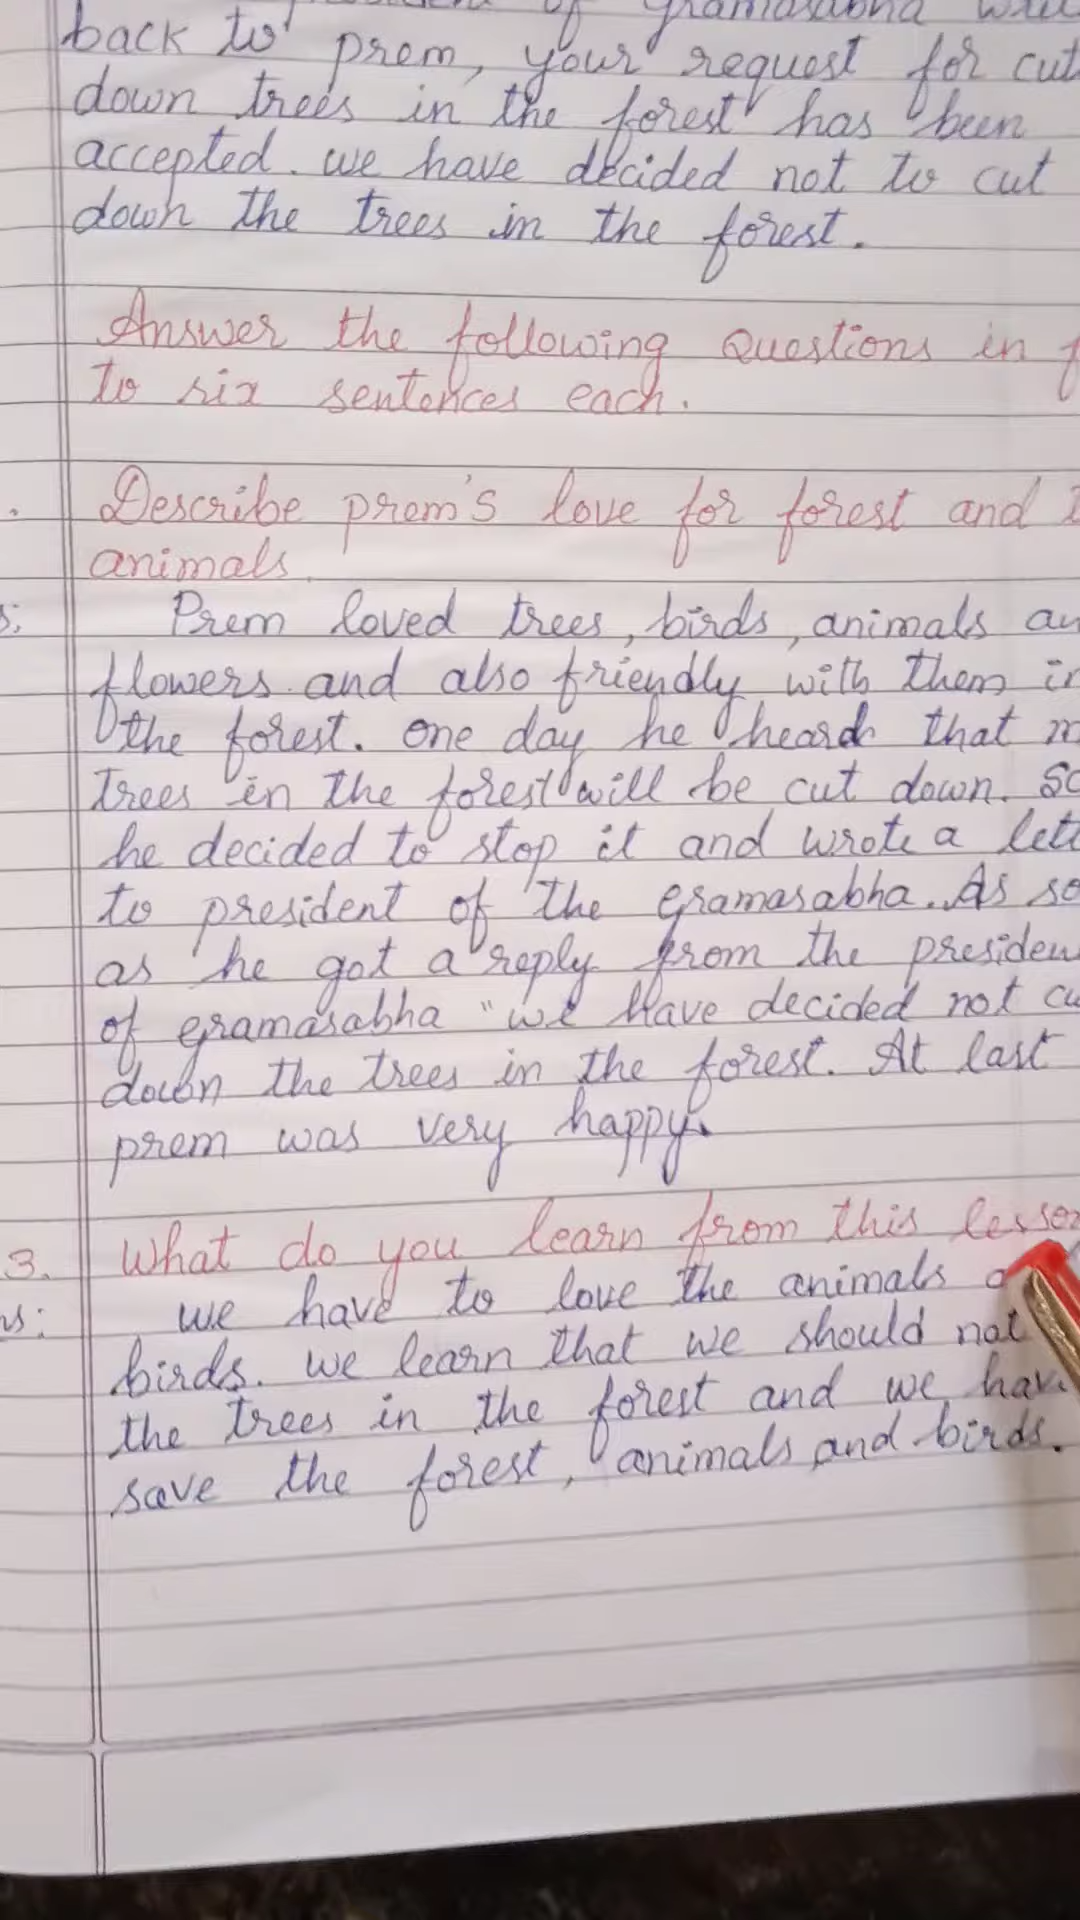 of gramasabha
back to prem, your request for cut
down trees in the forest has been
accepted. we have decided not to cut
down the trees in the forest.
Answer the following Questions in
to six sentences each.
Describe prem's love for forest and
animals.
Prem loved trees, birds, animals
flowers. and also friendly with them in
the forest. one day he heard that
trees in the forest will be cut down. So
he decided to stop it and wrote a
to president of the gramasabha. As
as he got a reply from the
of gramasabha "we have decided not
down the trees in the forest. At last
prem was very happy.
3. What do you learn from this
we have to love the animals
birds. we learn that we should not
the trees in the forest and we
save the forest, animals, and birds.